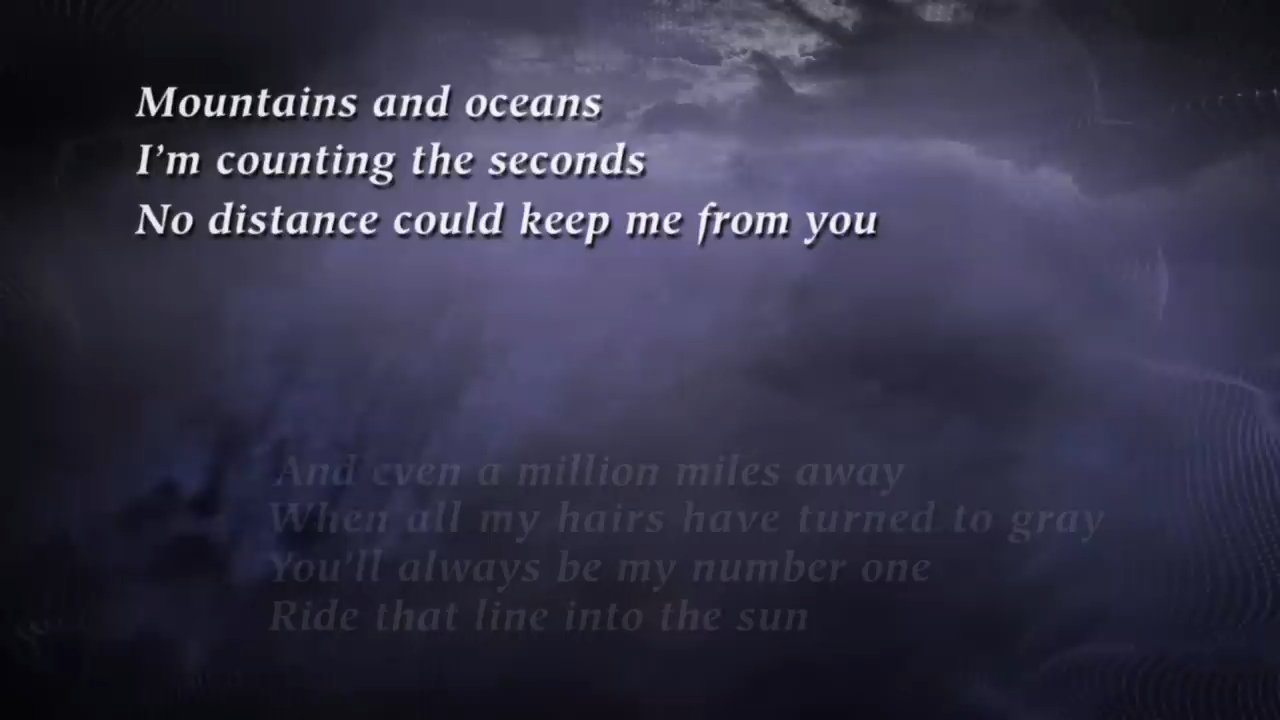 Mountains and oceans
I'm counting the seconds
No distance could keep me from you
And even a million miles away
When all my hairs have turned to gray
You'll always be my number one
Ride that line into the sun